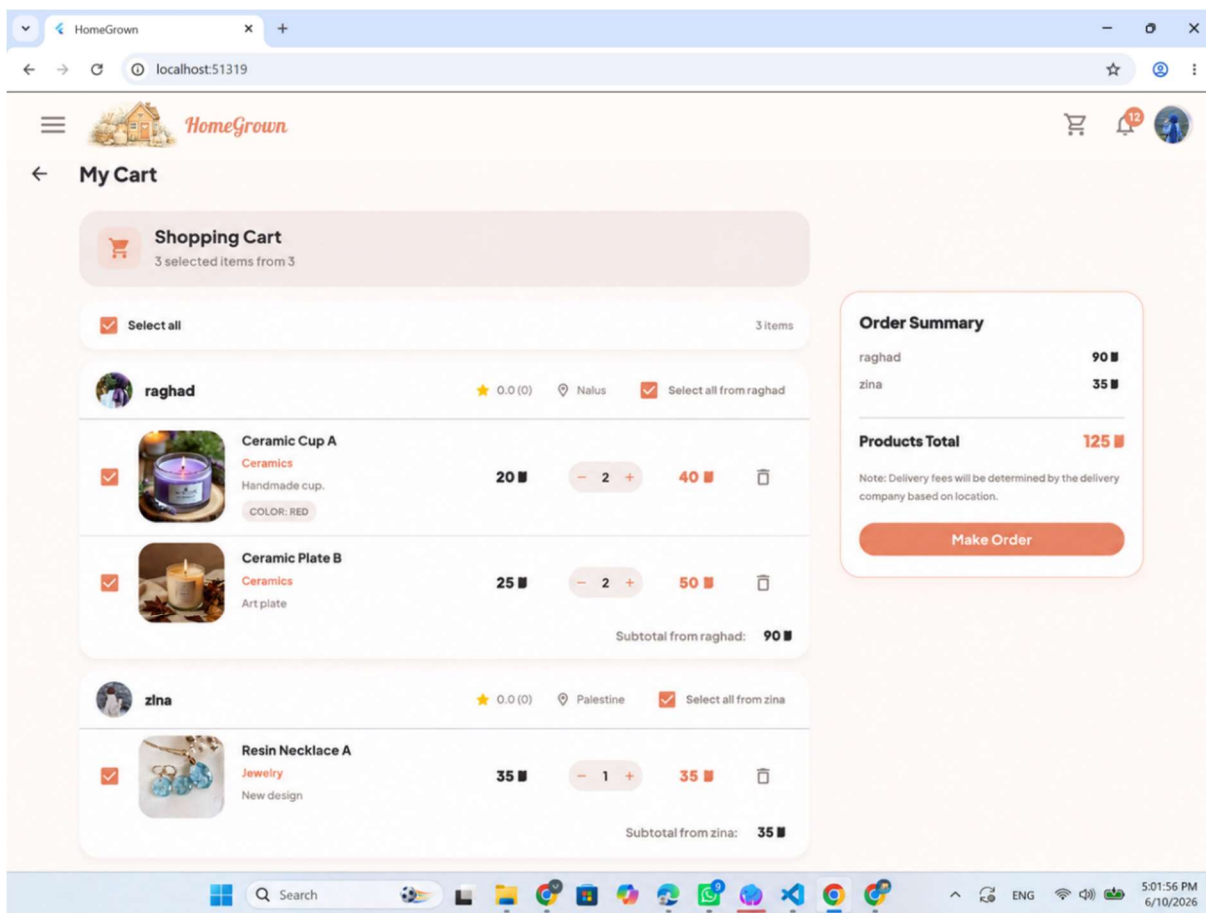 HomeGrown
localhost:51319
HomeGrown
12
My Cart
Shopping Cart
3 selected items from 3
Select all
3 items
raghad
0.0 (0)
Nalus
Select all from raghad
Ceramic Cup A
Ceramics
Handmade cup.
COLOR: RED
20
2
40
Ceramic Plate B
Ceramics
Art plate
25
2
50
Subtotal from raghad: 90
zina
0.0 (0)
Palestine
Select all from zina
Resin Necklace A
Jewelry
New design
35
1
35
Subtotal from zina: 35
Order Summary
raghad 90
zina 35
Products Total 125
Note: Delivery fees will be determined by the delivery
company based on location.
Make Order
Search
9
ENG
5:01:56 PM
6/10/2026